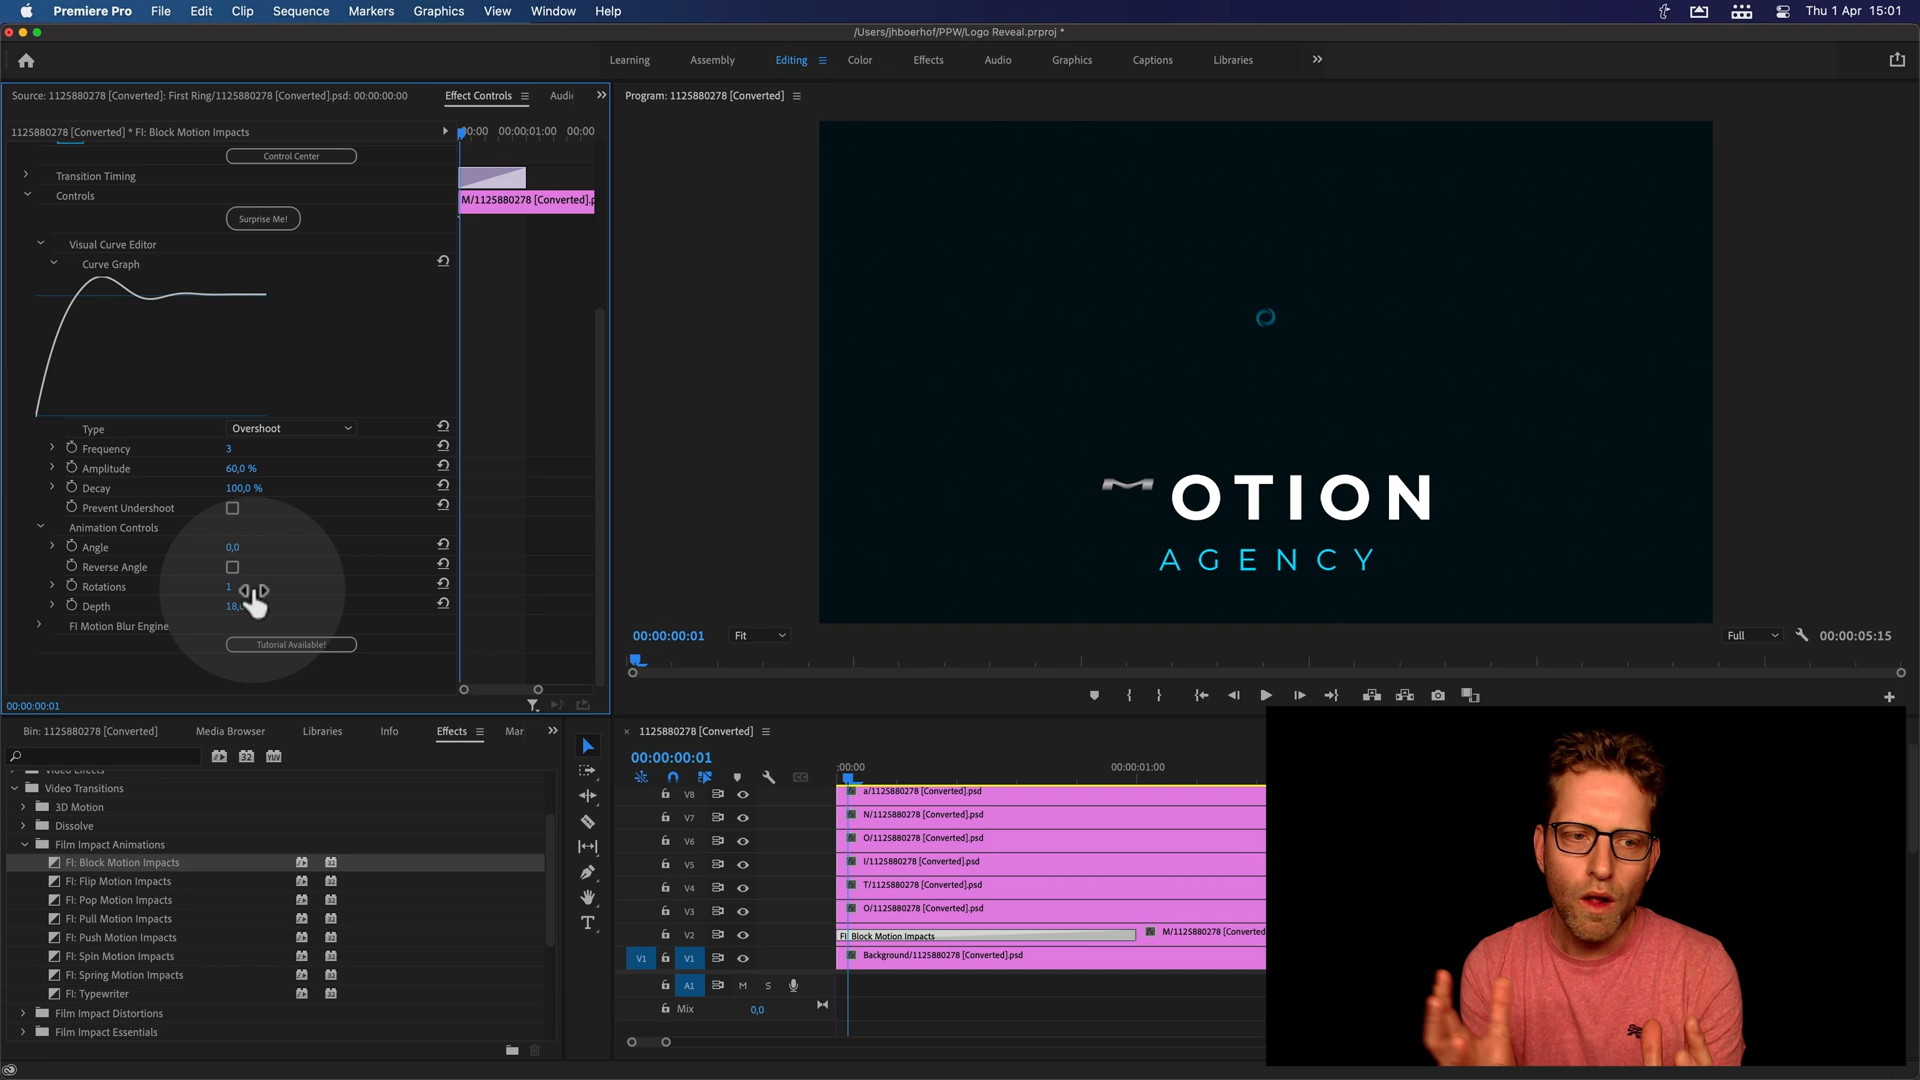 Premiere Pro File Edit Clip Sequence Markers Graphics View Window Help Thu 1 Apr 15:01
/Users/jhboerhof/PPW/Logo Reveal.prproj *
Learning Assembly Editing Color Effects Audio Graphics Captions Libraries
Source: 1125880278 [Converted]: First Ring/1125880278 [Converted].psd: 00:00:00:00 Effect Controls Audi
Program: 1125880278 [Converted]
1125880278 [Converted] * FI: Block Motion Impacts
:00:00 00:00:01:00 00:00
Control Center
Transition Timing
Controls
M/1125880278 [Converted].p
Surprise Me!
Visual Curve Editor
Curve Graph
Type Overshoot
Frequency 3
Amplitude 60,0 %
Decay 100,0 %
Prevent Undershoot
Animation Controls
Angle 0,0
Reverse Angle
Rotations 1
Depth 18,
FI Motion Blur Engine
Tutorial Available!
00:00:00:01
OTION
AGENCY
00:00:00:01 Fit Full 00:00:05:15
Bin: 1125880278 [Converted] Media Browser Libraries Info Effects Mar
32 YUV
Video Effects
Video Transitions
3D Motion
Dissolve
Film Impact Animations
FI: Block Motion Impacts
FI: Flip Motion Impacts
FI: Pop Motion Impacts
FI: Pull Motion Impacts
FI: Push Motion Impacts
FI: Spin Motion Impacts
FI: Spring Motion Impacts
FI: Typewriter
Film Impact Distortions
Film Impact Essentials
1125880278 [Converted]
00:00:00:01
:00:00 00:00:01:00
V8 a/1125880278 [Converted].psd
V7 N/1125880278 [Converted].psd
V6 O/1125880278 [Converted].psd
V5 I/1125880278 [Converted].psd
V4 T/1125880278 [Converted].psd
V3 O/1125880278 [Converted].psd
V2 FI: Block Motion Impacts M/1125880278 [Converted
V1 V1 Background/1125880278 [Converted].psd
A1 M S
Mix 0,0